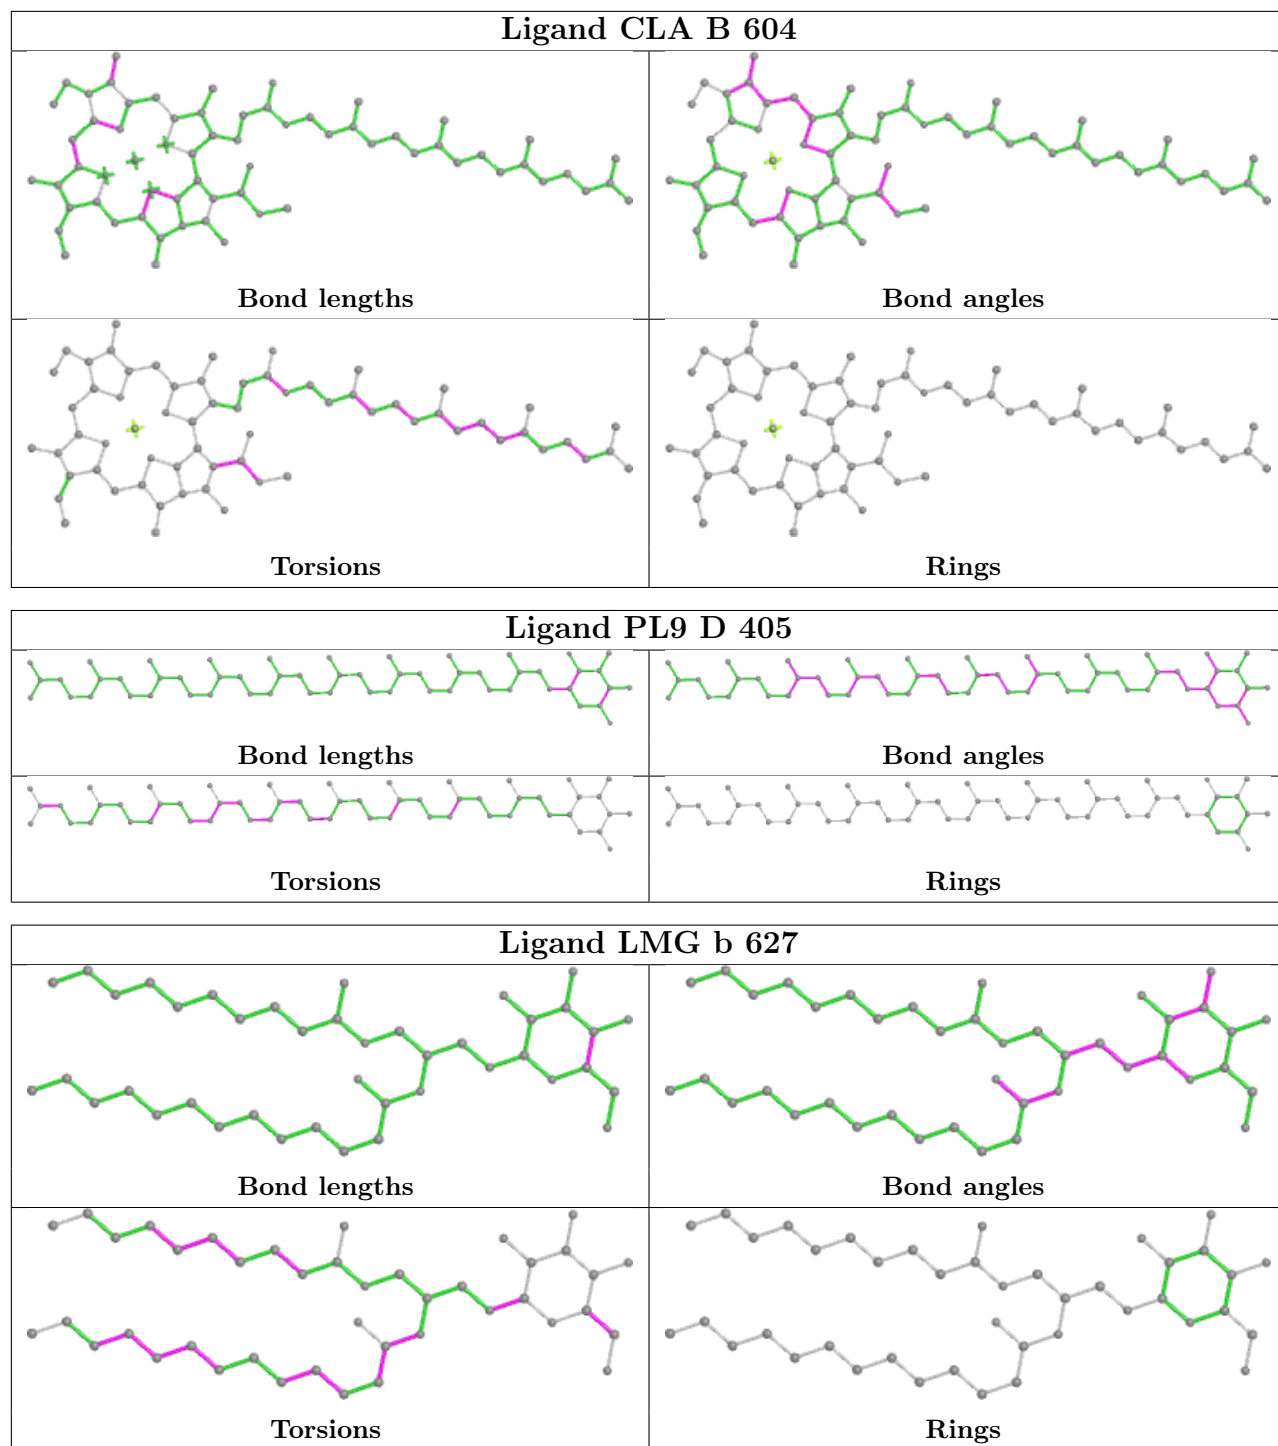 Ligand CLA B 604
Bond lengths
Bond angles
Torsions
Rings
Ligand PL9 D 405
Bond lengths
Bond angles
Torsions
Rings
Ligand LMG b 627
Bond lengths
Bond angles
Torsions
Rings